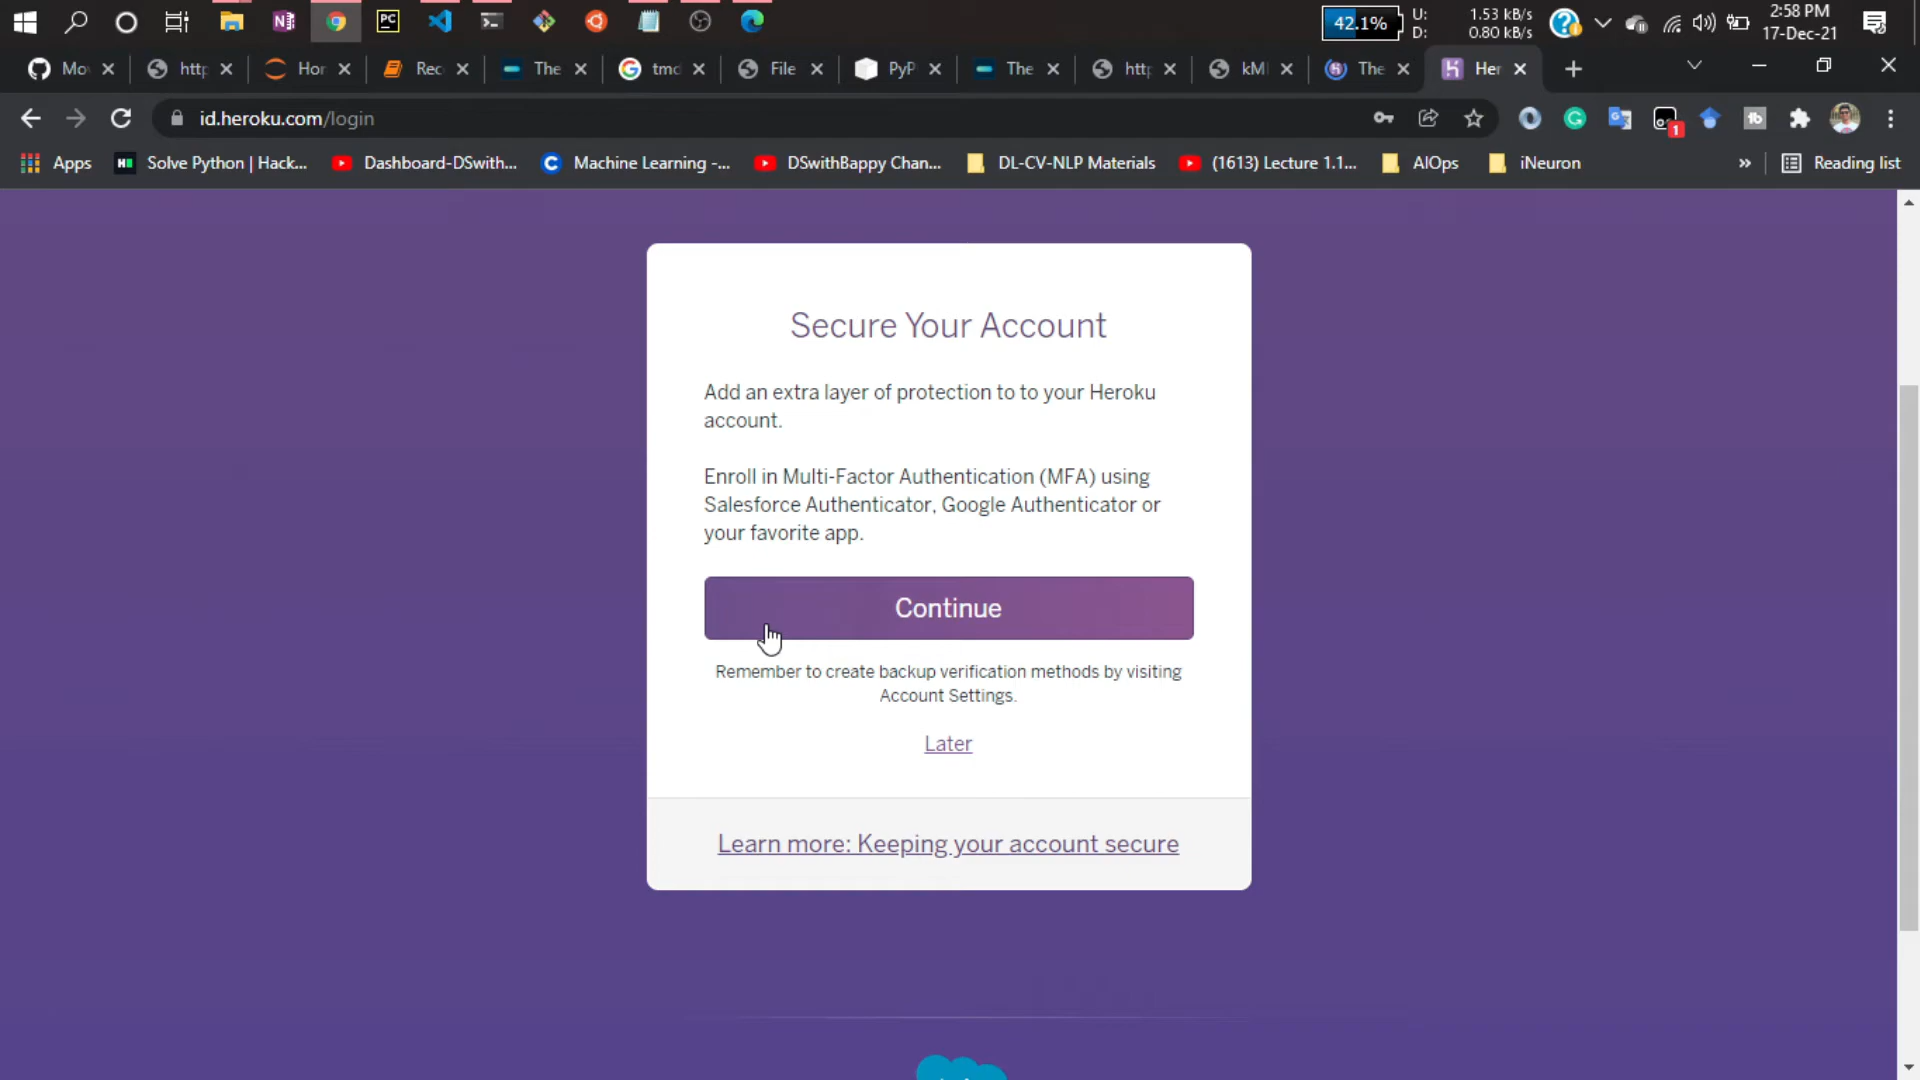 42.1%
U: 1.53 kB/s
D: 0.80 kB/s
2:58 PM
17-Dec-21
Mo
http
Hor
Rec
The
tmd
File
PyP
The
http
kM
The
Her
id.heroku.com/login
1
Apps
Solve Python | Hack...
Dashboard-DSwith...
Machine Learning -...
DSwithBappy Chan...
DL-CV-NLP Materials
(1613) Lecture 1.1...
AIOps
iNeuron
»
Reading list
Secure Your Account
Add an extra layer of protection to to your Heroku
account.
Enroll in Multi-Factor Authentication (MFA) using
Salesforce Authenticator, Google Authenticator or
your favorite app.
Continue
Remember to create backup verification methods by visiting
Account Settings.
Later
Learn more: Keeping your account secure